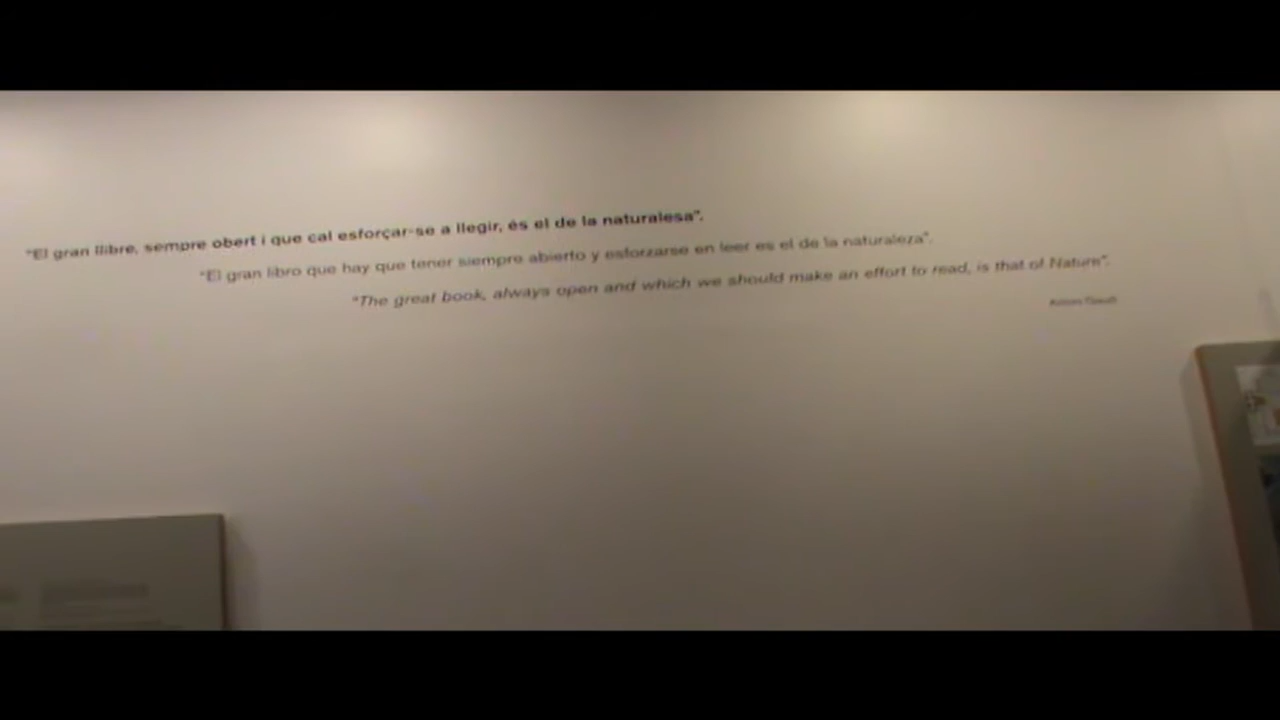 "El gran llibre, sempre obert i que cal esforçar-se a llegir, és el de la naturalesa".
"El gran libro que hay que tener siempre abierto y esforzarse en leer es el de la naturaleza".
"The great book, always open and which we should make an effort to read, is that of Nature".